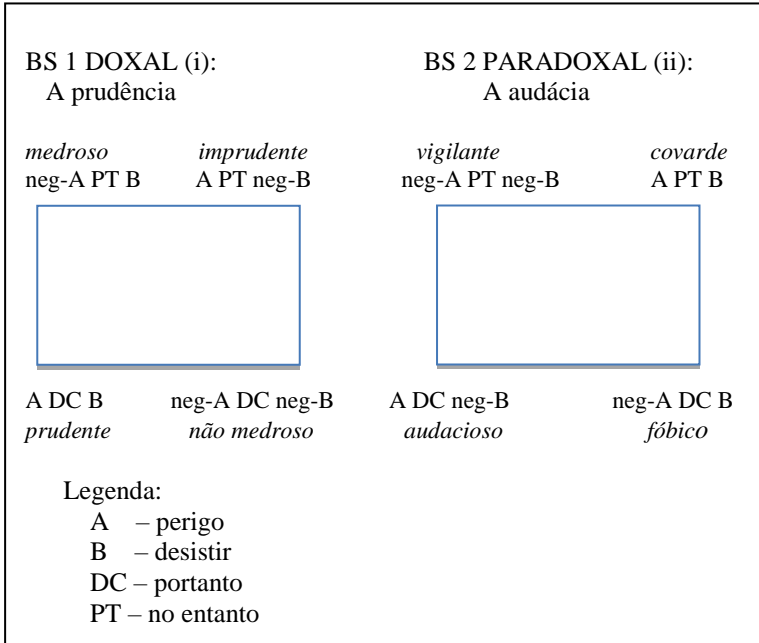 BS 1 DOXAL (i): BS 2 PARADOXAL (ii):
A prudência A audácia
medroso imprudente vigilante covarde
neg-A PT B A PT neg-B neg-A PT neg-B A PT B
A DC B neg-A DC neg-B A DC neg-B neg-A DC B
prudente não medroso audacioso fóbico
Legenda:
A – perigo
B – desistir
DC – portanto
PT – no entanto